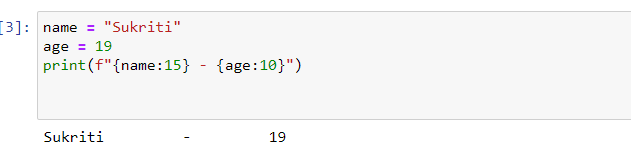 [3]: name = "Sukriti"
age = 19
print(f"{name:15} - {age:10}")
Sukriti         -         19